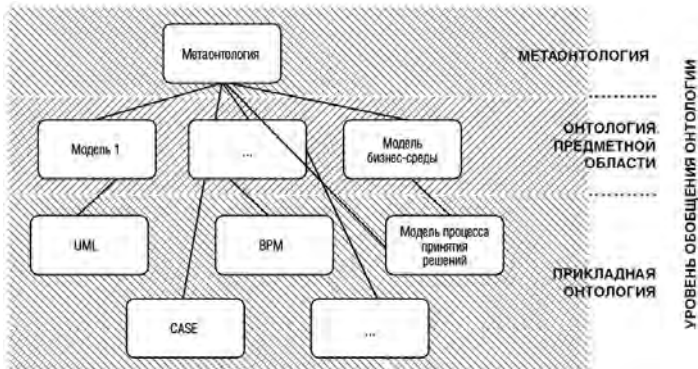 Метаонтология
МЕТАОНТОЛОГИЯ
Модель 1
...
Модель
бизнес-среды
ОНТОЛОГИЯ
ПРЕДМЕТНОЙ
ОБЛАСТИ
UML
BPM
Модель процесса
принятия
решений
CASE
...
ПРИКЛАДНАЯ
ОНТОЛОГИЯ
УРОВЕНЬ ОБОБЩЕНИЯ ОНТОЛОГИИ